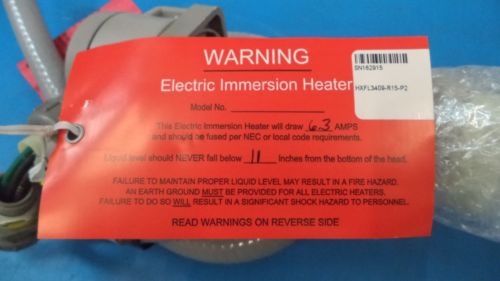 WARNING
Electric Immersion Heater
Model No.
This Electric Immersion Heater will draw 6.3 AMPS
and should be fused per NEC or local code requirements.
Liquid level should NEVER fall below 11 Inches from the bottom of the head.
FAILURE TO MAINTAIN PROPER LIQUID LEVEL MAY RESULT IN A FIRE HAZARD.
AN EARTH GROUND MUST BE PROVIDED FOR ALL ELECTRIC HEATERS.
FAILURE TO DO SO WILL RESULT IN A SIGNIFICANT SHOCK HAZARD TO PERSONNEL.
READ WARNINGS ON REVERSE SIDE
SN162915
HXFL3409-R15-P2